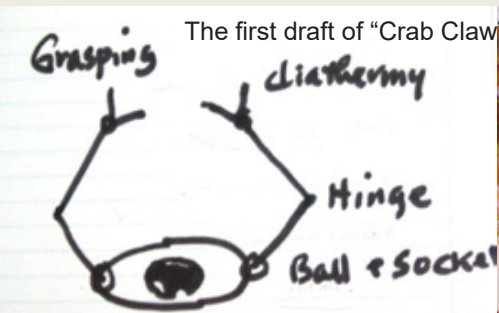 The first draft of “Crab Claw
Grasping
diathermy
Hinge
Ball & Socket